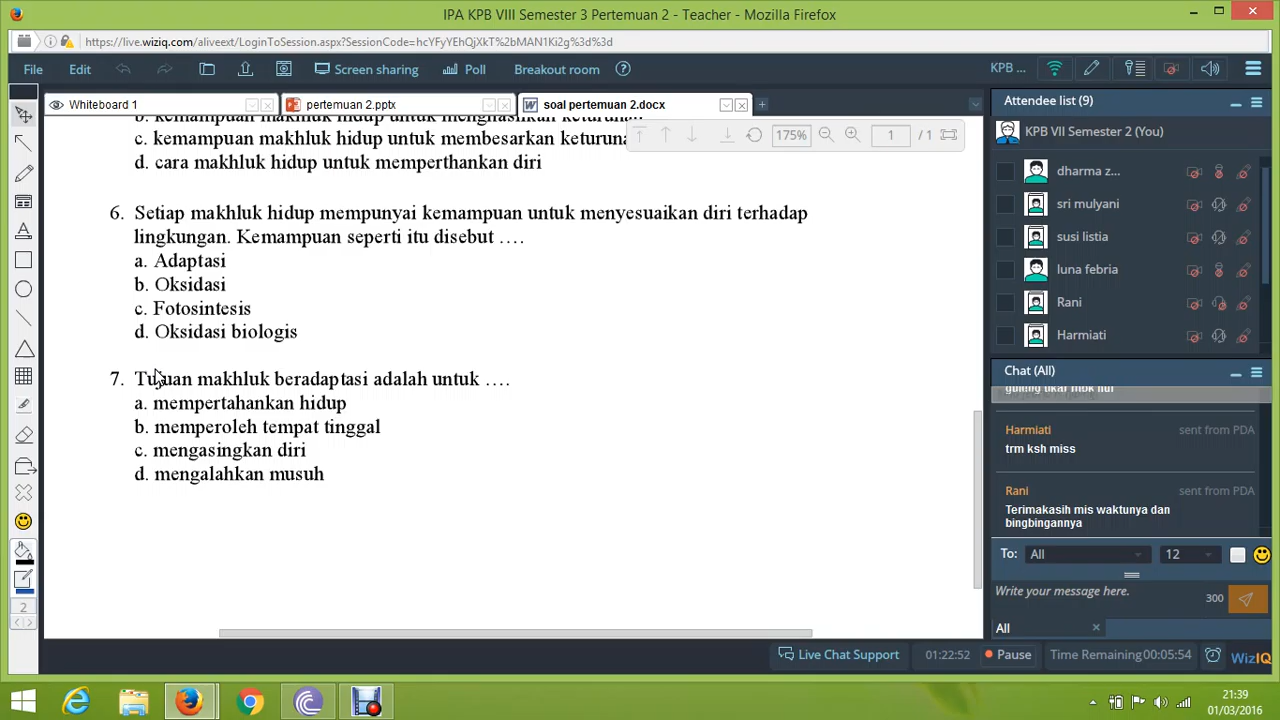 IPA KPB VIII Semester 3 Pertemuan 2 - Teacher - Mozilla Firefox
https://live.wiziq.com/aliveext/LoginToSession.aspx?SessionCode=hcYFyYEhQjXkT%2bMAN1Ki2g%3d%3d
File Edit Screen sharing Poll Breakout room ? KPB ...
Whiteboard 1 pertemuan 2.pptx soal pertemuan 2.docx
175% 1 / 1
b. kemampuan makhluk hidup untuk menghasilkan keturunan
c. kemampuan makhluk hidup untuk membesarkan keturuna
d. cara makhluk hidup untuk memperthankan diri
6. Setiap makhluk hidup mempunyai kemampuan untuk menyesuaikan diri terhadap
lingkungan. Kemampuan seperti itu disebut ….
a. Adaptasi
b. Oksidasi
c. Fotosintesis
d. Oksidasi biologis
7. Tujuan makhluk beradaptasi adalah untuk ….
a. mempertahankan hidup
b. memperoleh tempat tinggal
c. mengasingkan diri
d. mengalahkan musuh
2
Attendee list (9)
KPB VII Semester 2 (You)
dharma z...
sri mulyani
susi listia
luna febria
Rani
Harmiati
Chat (All)
Harmiati sent from PDA
trm ksh miss
Rani sent from PDA
Terimakasih mis waktunya dan
bingbingannya
To: All 12
Write your message here.
300
All
Live Chat Support 01:22:52 Pause Time Remaining 00:05:54 WizIQ
21:39
01/03/2016